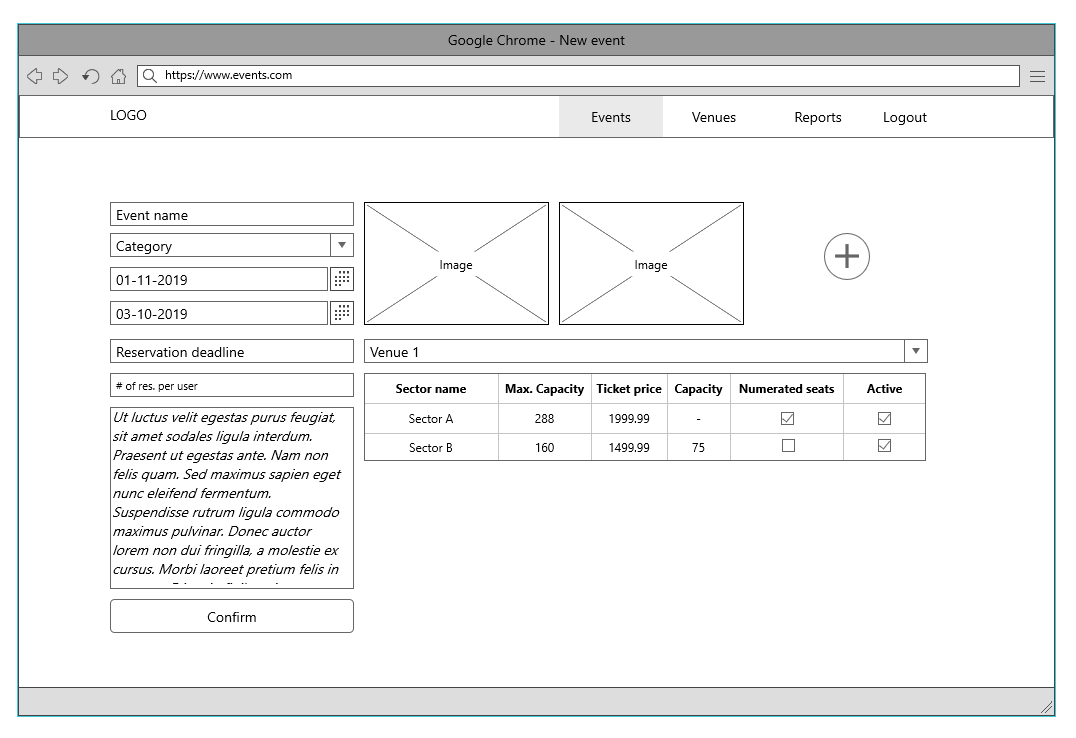 Google Chrome - New event
https://www.events.com
LOGO
Events
Venues
Reports
Logout
Event name
Category
01-11-2019
03-10-2019
Reservation deadline
# of res. per user
Ut luctus velit egestas purus feugiat,
sit amet sodales ligula interdum.
Praesent ut egestas ante. Nam non
felis quam. Sed maximus sapien eget
nunc eleifend fermentum.
Suspendisse rutrum ligula commodo
maximus pulvinar. Donec auctor
lorem non dui fringilla, a molestie ex
cursus. Morbi laoreet pretium felis in
Confirm
Image
Image
Venue 1
Sector name Max. Capacity Ticket price Capacity Numerated seats Active
Sector A 288 1999.99 -
Sector B 160 1499.99 75